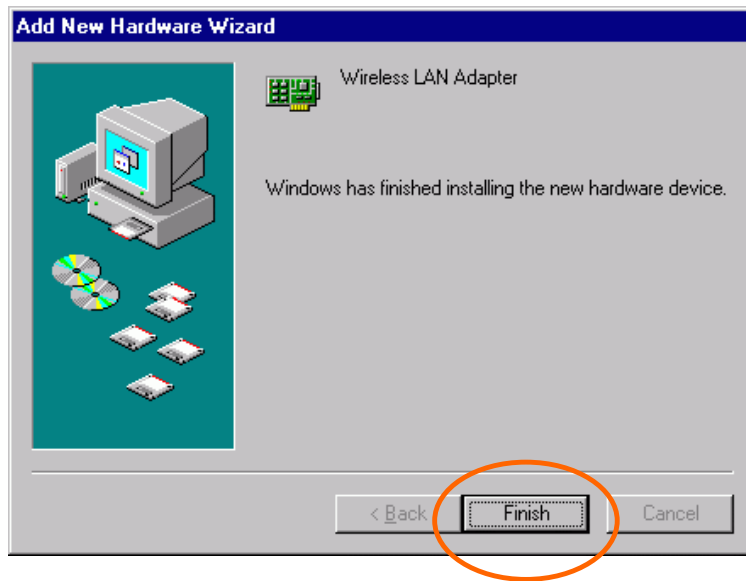 Add New Hardware Wizard
Wireless LAN Adapter
Windows has finished installing the new hardware device.
< Back
Finish
Cancel